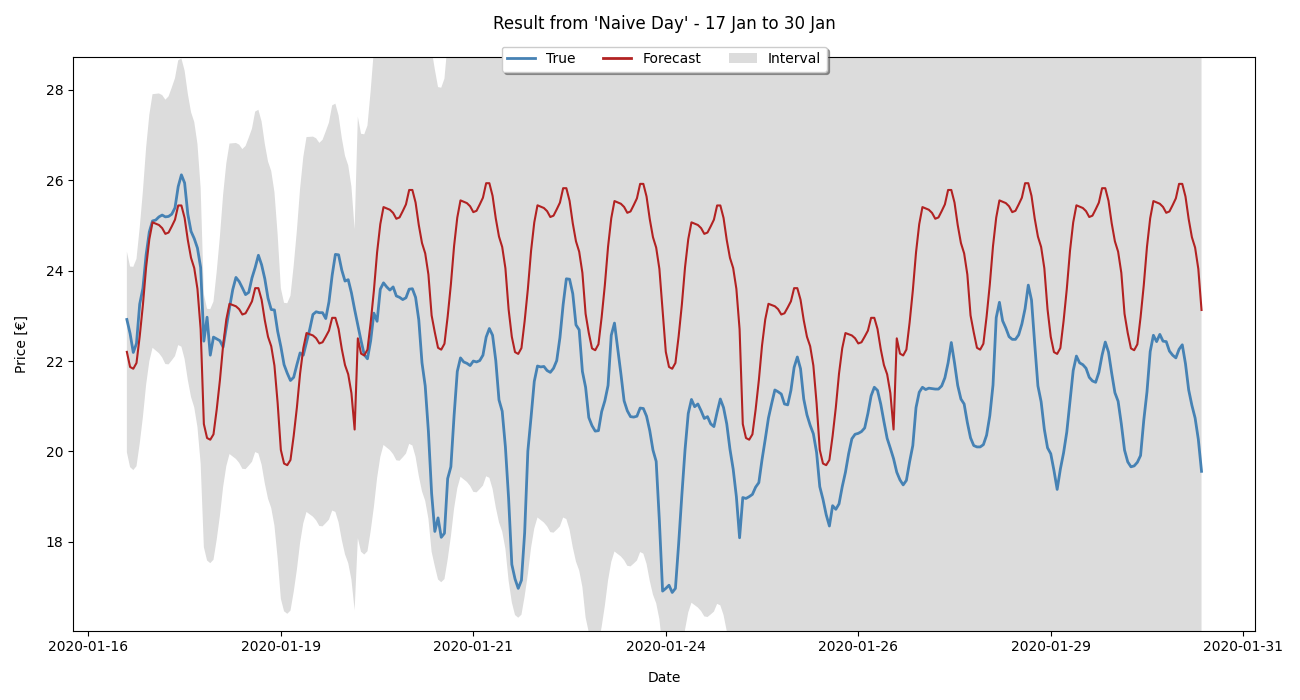 Result from 'Naive Day' - 17 Jan to 30 Jan
True Forecast Interval
28
26
24
22
20
18
Price [€]
2020-01-16 2020-01-19 2020-01-21 2020-01-24 2020-01-26 2020-01-29 2020-01-31
Date